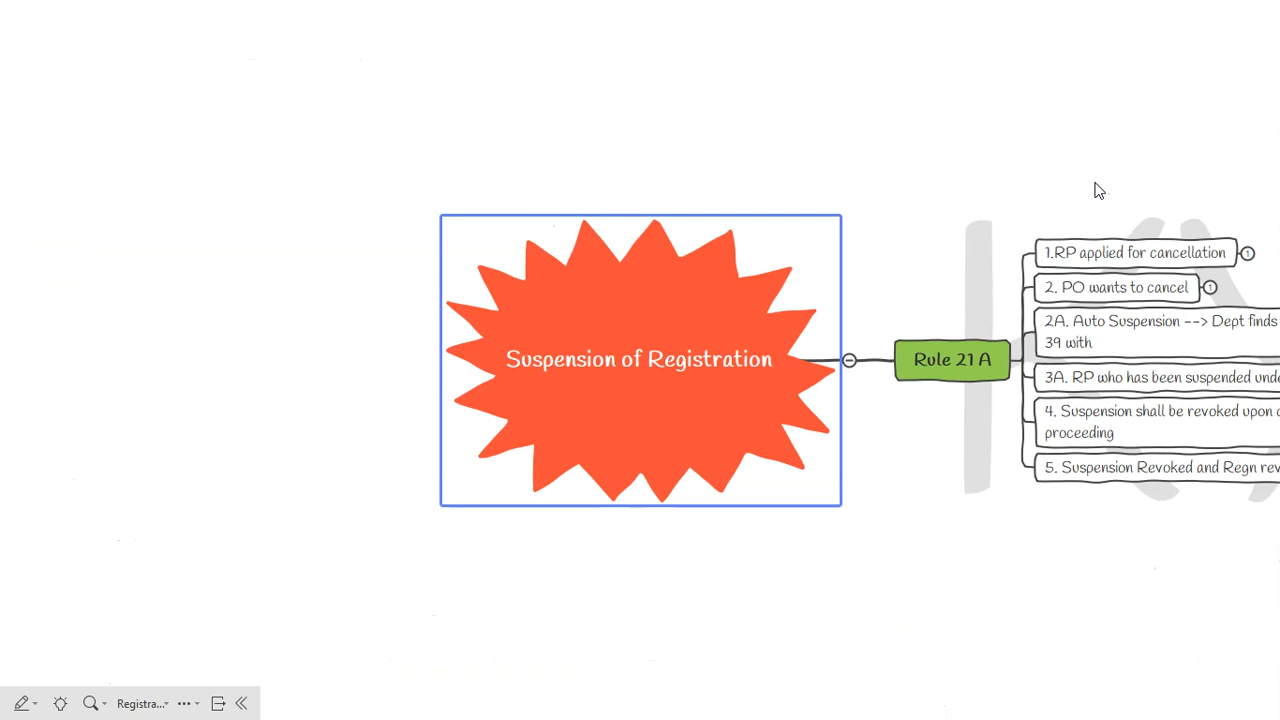 Suspension of Registration
Rule 21 A
1.RP applied for cancellation
1
2. PO wants to cancel
1
2A. Auto Suspension --> Dept finds
39 with
3A. RP who has been suspended
4. Suspension shall be revoked upon
proceeding
5. Suspension Revoked and Regn
Registra...